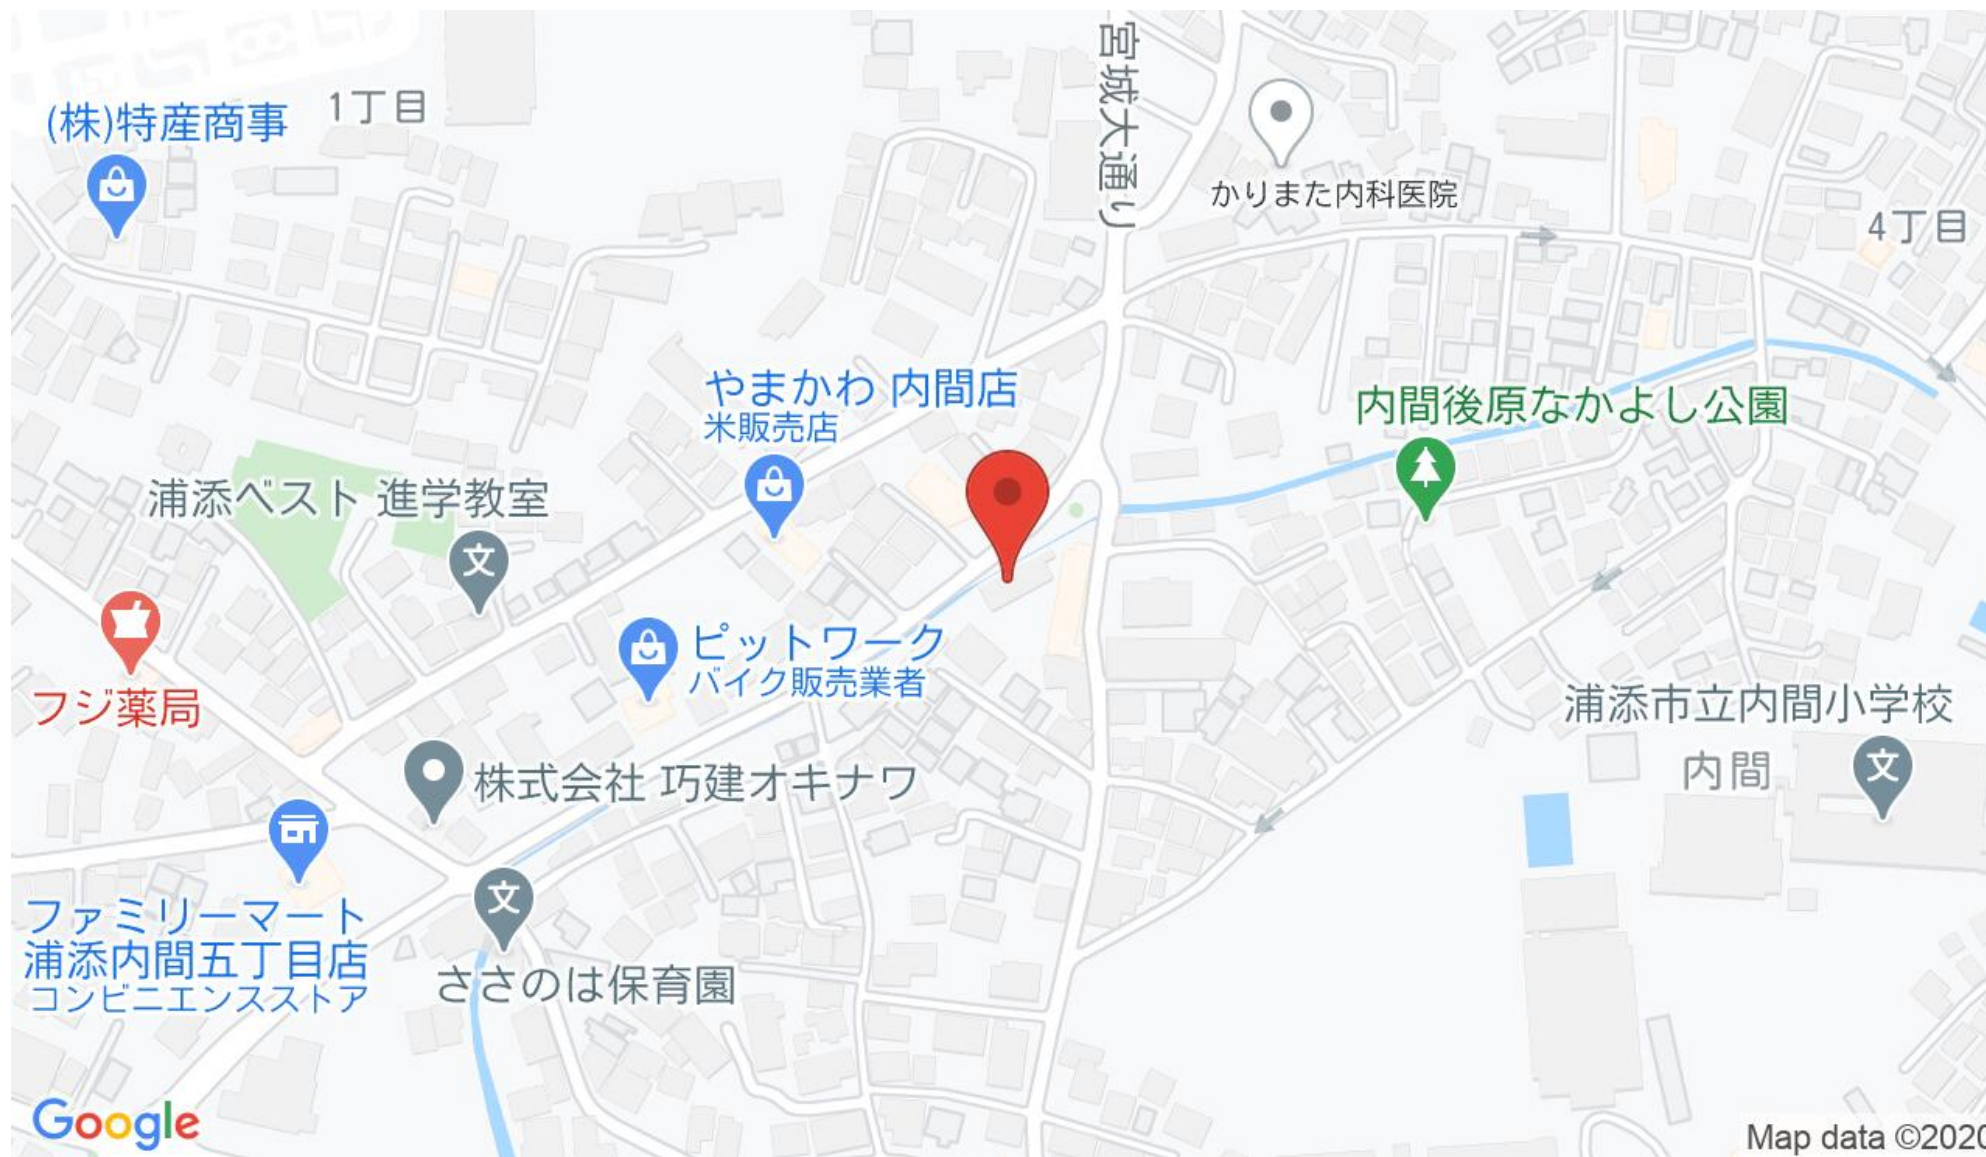 宮城大通り
(株)特産商事
1丁目
かりまた内科医院
4丁目
やまかわ 内間店
米販売店
内間後原なかよし公園
浦添ベスト 進学教室
文
ピットワーク
バイク販売業者
フジ薬局
浦添市立内間小学校
内間
文
株式会社 巧建オキナワ
文
ファミリーマート
浦添内間五丁目店
コンビニエンスストア
ささのは保育園
Google
Map data ©2020